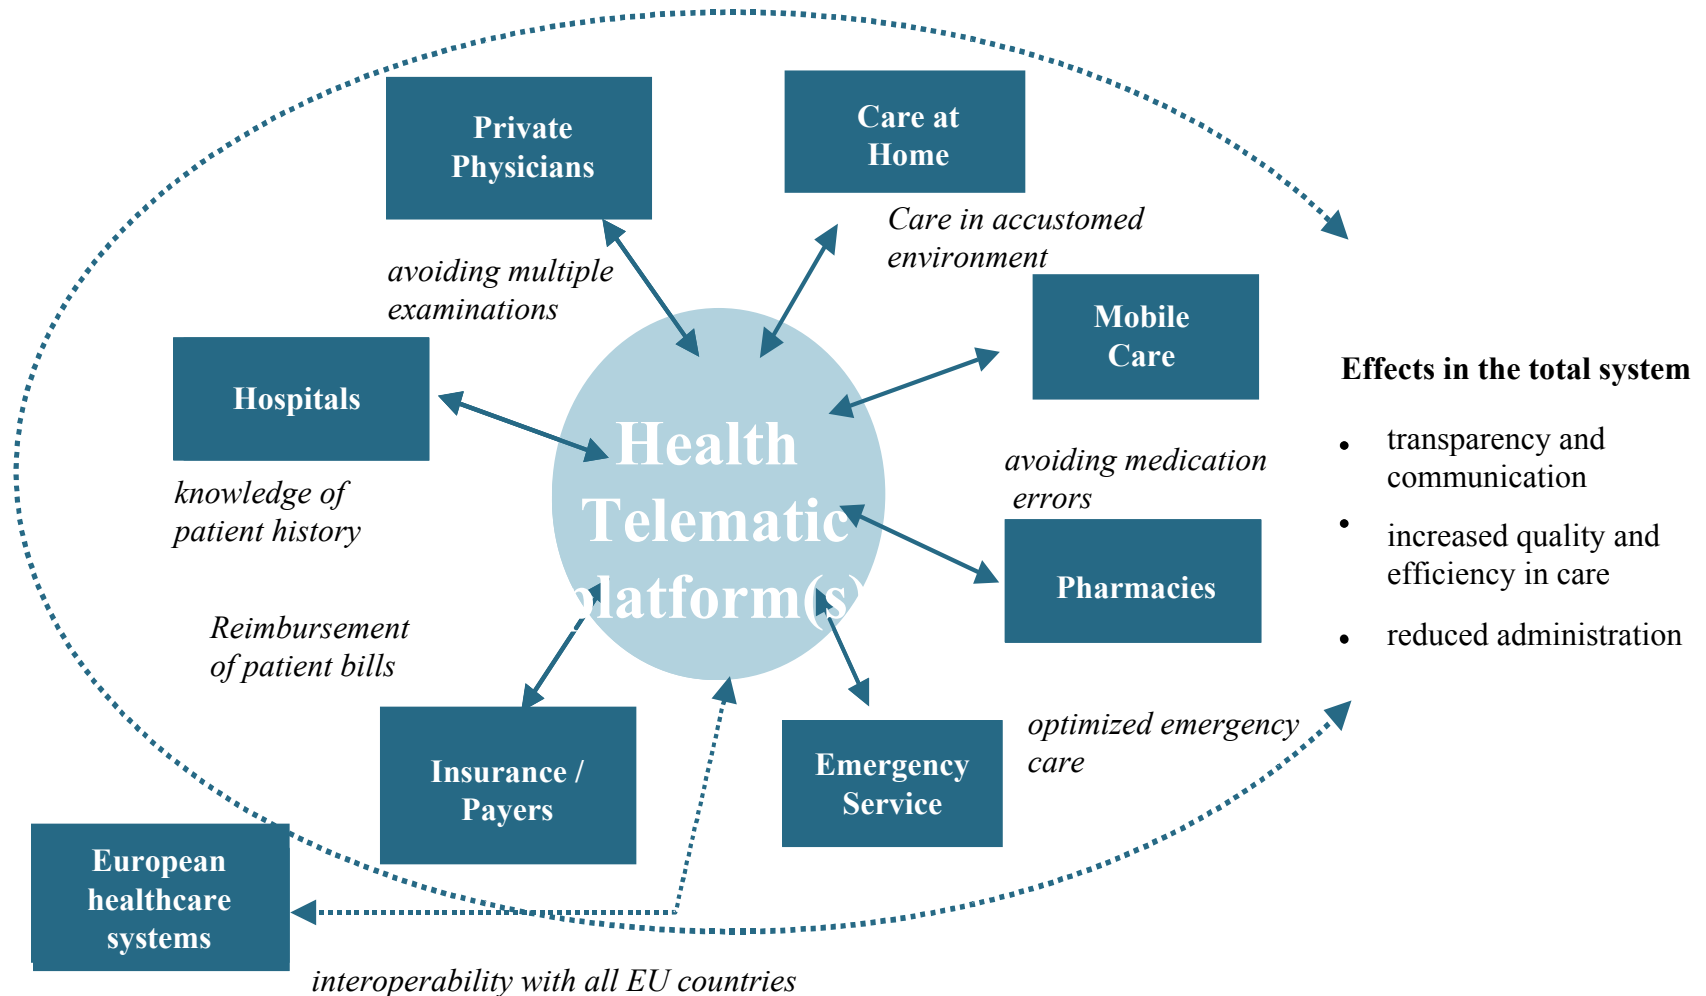 Private
Physicians
Care at
Home
Care in accustomed
environment
avoiding multiple
examinations
Mobile
Care
Hospitals
knowledge of
patient history
Health
Telematic
platform(s)
avoiding medication
errors
Pharmacies
Reimbursement
of patient bills
Insurance /
Payers
Emergency
Service
optimized emergency
care
European
healthcare
systems
interoperability with all EU countries
Effects in the total system
• transparency and
communication
• increased quality and
efficiency in care
• reduced administration